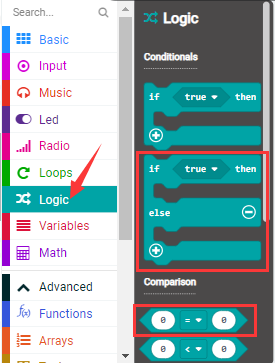 Search...
Basic
Input
Music
Led
Radio
Loops
Logic
Variables
Math
Advanced
Functions
Arrays
Logic
Conditionals
if true then
if true then
else
Comparison
0 = 0
0 < 0